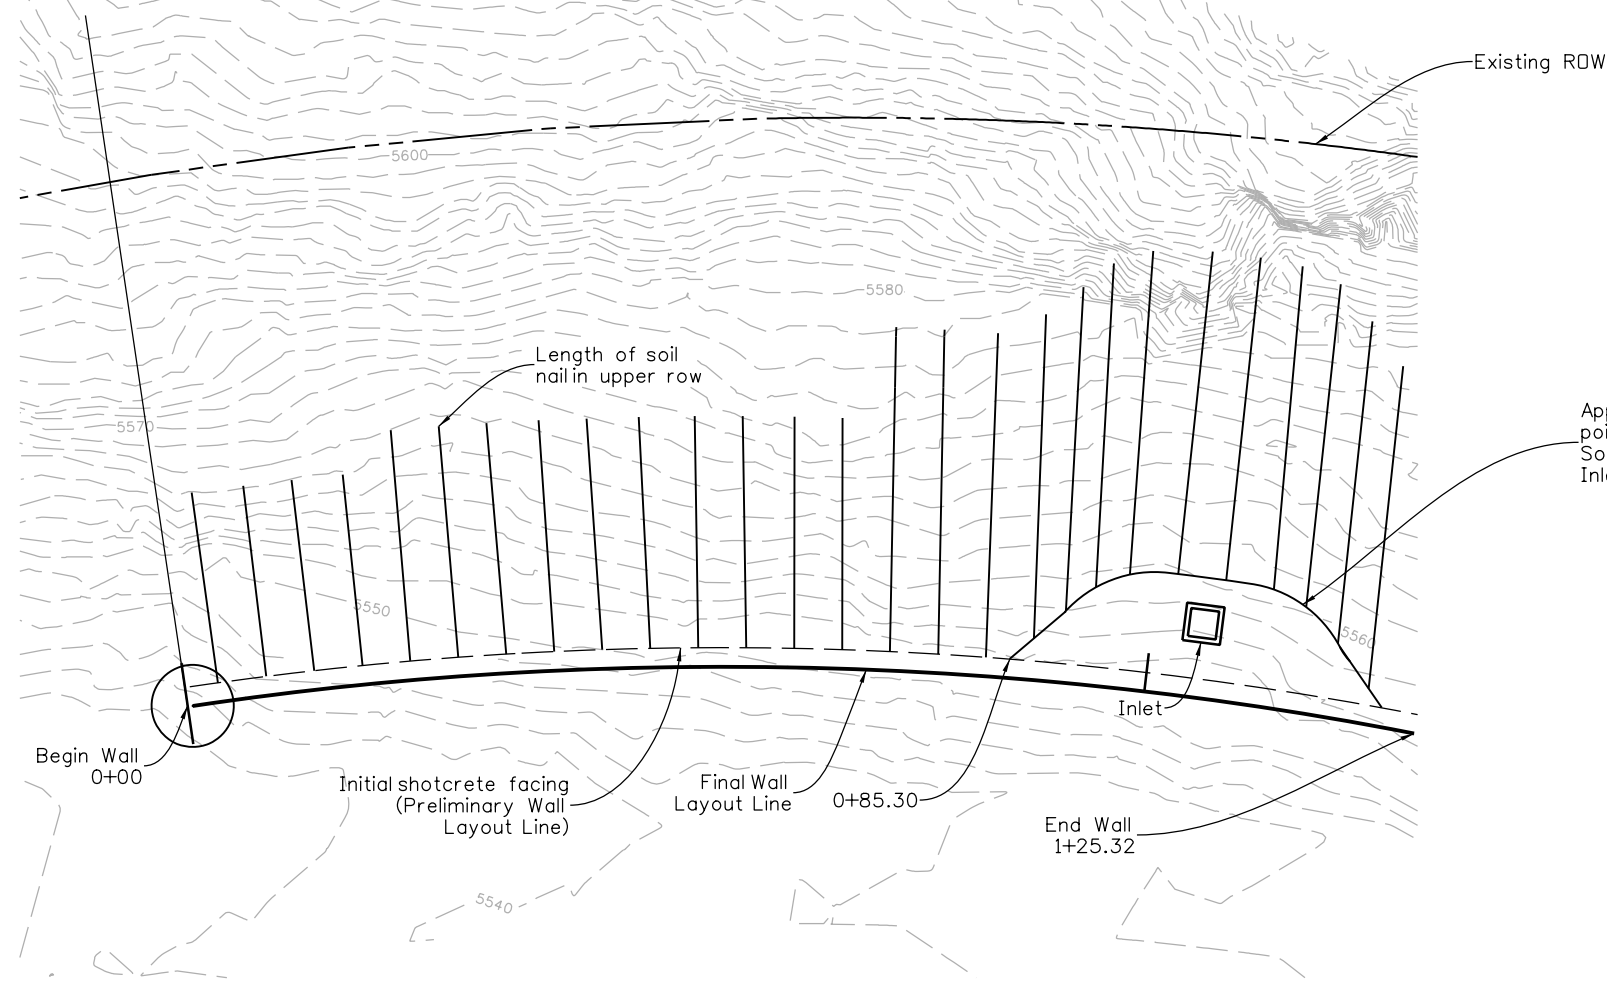 Existing ROW
5600
5580
Length of soil
nail in upper row
5570
5550
5560
Inlet
Begin Wall
0+00
Initial shotcrete facing
(Preliminary Wall
Layout Line)
Final Wall
Layout Line
0+85.30
End Wall
1+25.32
5540